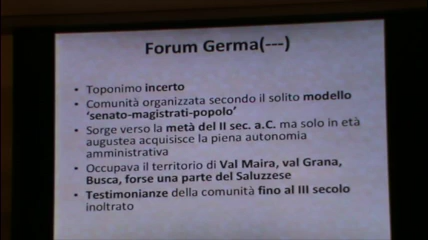 Forum Germa(---)
• Toponimo incerto
• Comunità organizzata secondo il solito modello
'senato-magistrati-popolo'
• Sorge verso la metà del II sec. a.C. ma solo in età
augustea acquisisce la piena autonomia
amministrativa
• Occupava il territorio di Val Maira, val Grana,
Busca, forse una parte del Saluzzese
• Testimonianze della comunità fino al III secolo
inoltrato